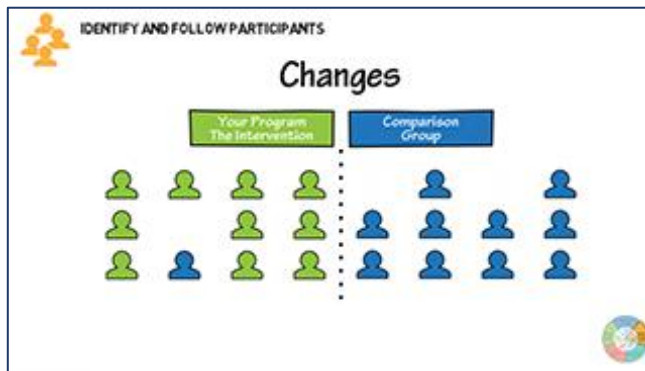 IDENTIFY AND FOLLOW PARTICIPANTS
Changes
Your Program
The Intervention
Comparison
Group